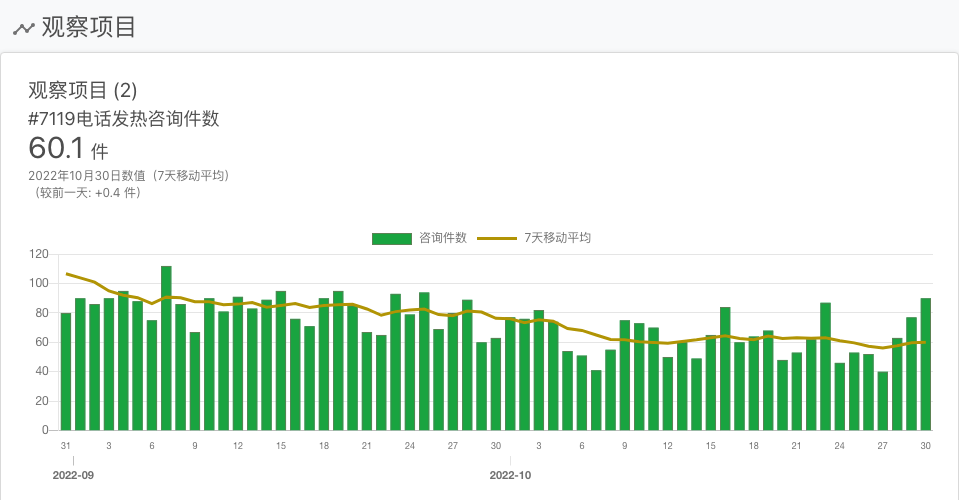 观察项目
观察项目 (2)
#7119电话发热咨询件数
60.1 件
2022年10月30日数值（7天移动平均）
（较前一天: +0.4 件）
咨询件数 7天移动平均
120
100
80
60
40
20
0
31 3 6 9 12 15 18 21 24 27 30 3 6 9 12 15 18 21 24 27 30
2022-09 2022-10